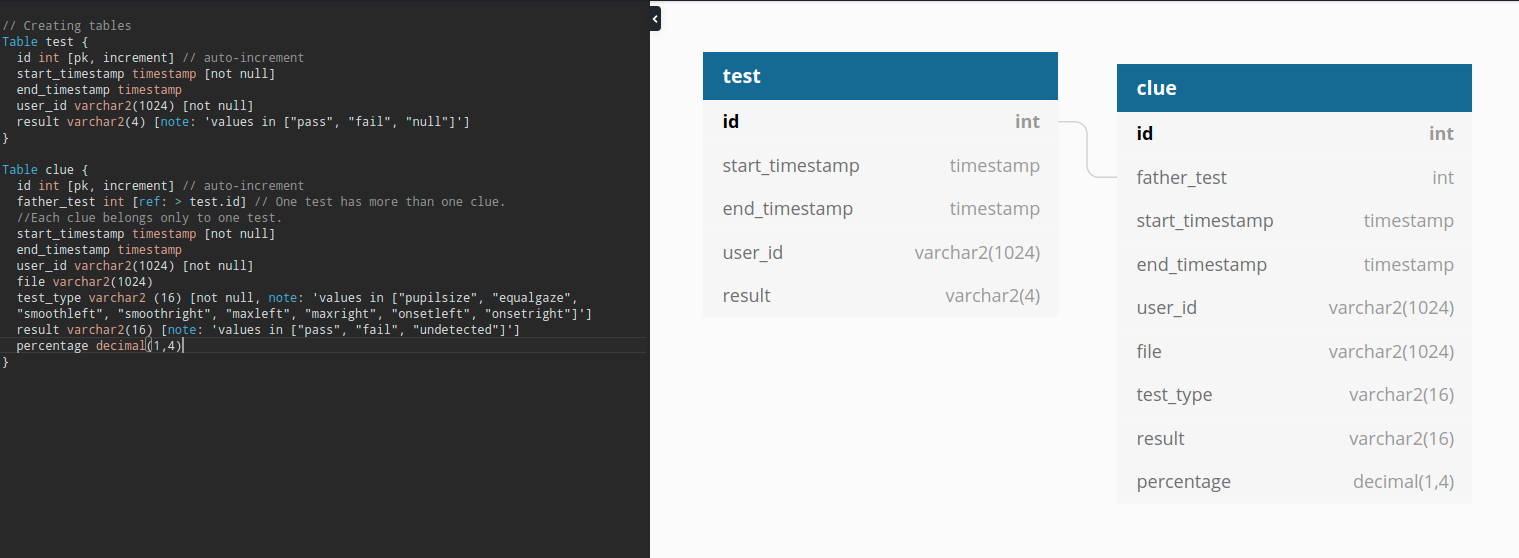 // Creating tables
Table test {
id int [pk, increment] // auto-increment
start_timestamp timestamp [not null]
end_timestamp timestamp
user_id varchar2(1024) [not null]
result varchar2(4) [note: 'values in ["pass", "fail", "null"]']
}
Table clue {
id int [pk, increment] // auto-increment
father_test int [ref: > test.id] // One test has more than one clue.
//Each clue belongs only to one test.
start_timestamp timestamp [not null]
end_timestamp timestamp
user_id varchar2(1024) [not null]
file varchar2(1024)
test_type varchar2 (16) [not null, note: 'values in ["pupilsize", "equalgaze",
"smoothleft", "smoothright", "maxleft", "maxright", "onsetleft", "onsetright"]']
result varchar2(16) [note: 'values in ["pass", "fail", "undetected"]']
percentage decimal(1,4)
}
test
id int
start_timestamp timestamp
end_timestamp timestamp
user_id varchar2(1024)
result varchar2(4)
clue
id int
father_test int
start_timestamp timestamp
end_timestamp timestamp
user_id varchar2(1024)
file varchar2(1024)
test_type varchar2(16)
result varchar2(16)
percentage decimal(1,4)